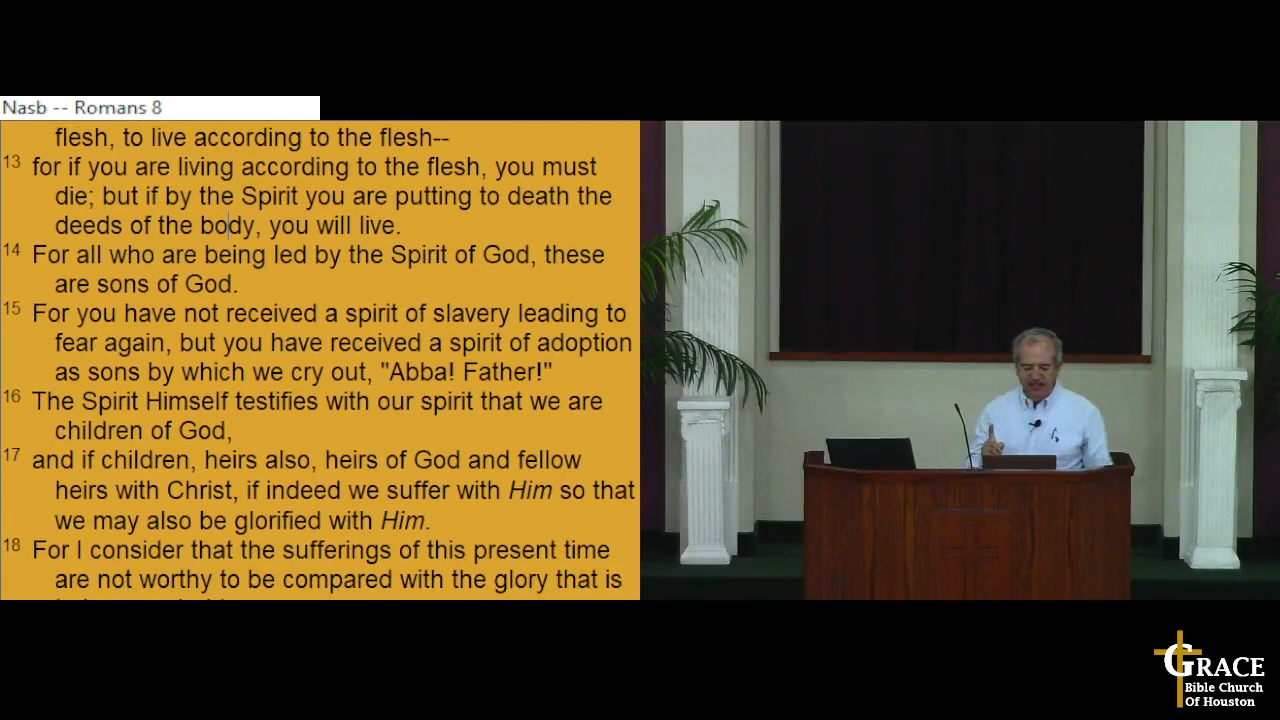 Nasb -- Romans 8
flesh, to live according to the flesh--
13 for if you are living according to the flesh, you must
die; but if by the Spirit you are putting to death the
deeds of the body, you will live.
14 For all who are being led by the Spirit of God, these
are sons of God.
15 For you have not received a spirit of slavery leading to
fear again, but you have received a spirit of adoption
as sons by which we cry out, "Abba! Father!"
16 The Spirit Himself testifies with our spirit that we are
children of God,
17 and if children, heirs also, heirs of God and fellow
heirs with Christ, if indeed we suffer with Him so that
we may also be glorified with Him.
18 For I consider that the sufferings of this present time
are not worthy to be compared with the glory that is
GRACE
Bible Church
Of Houston